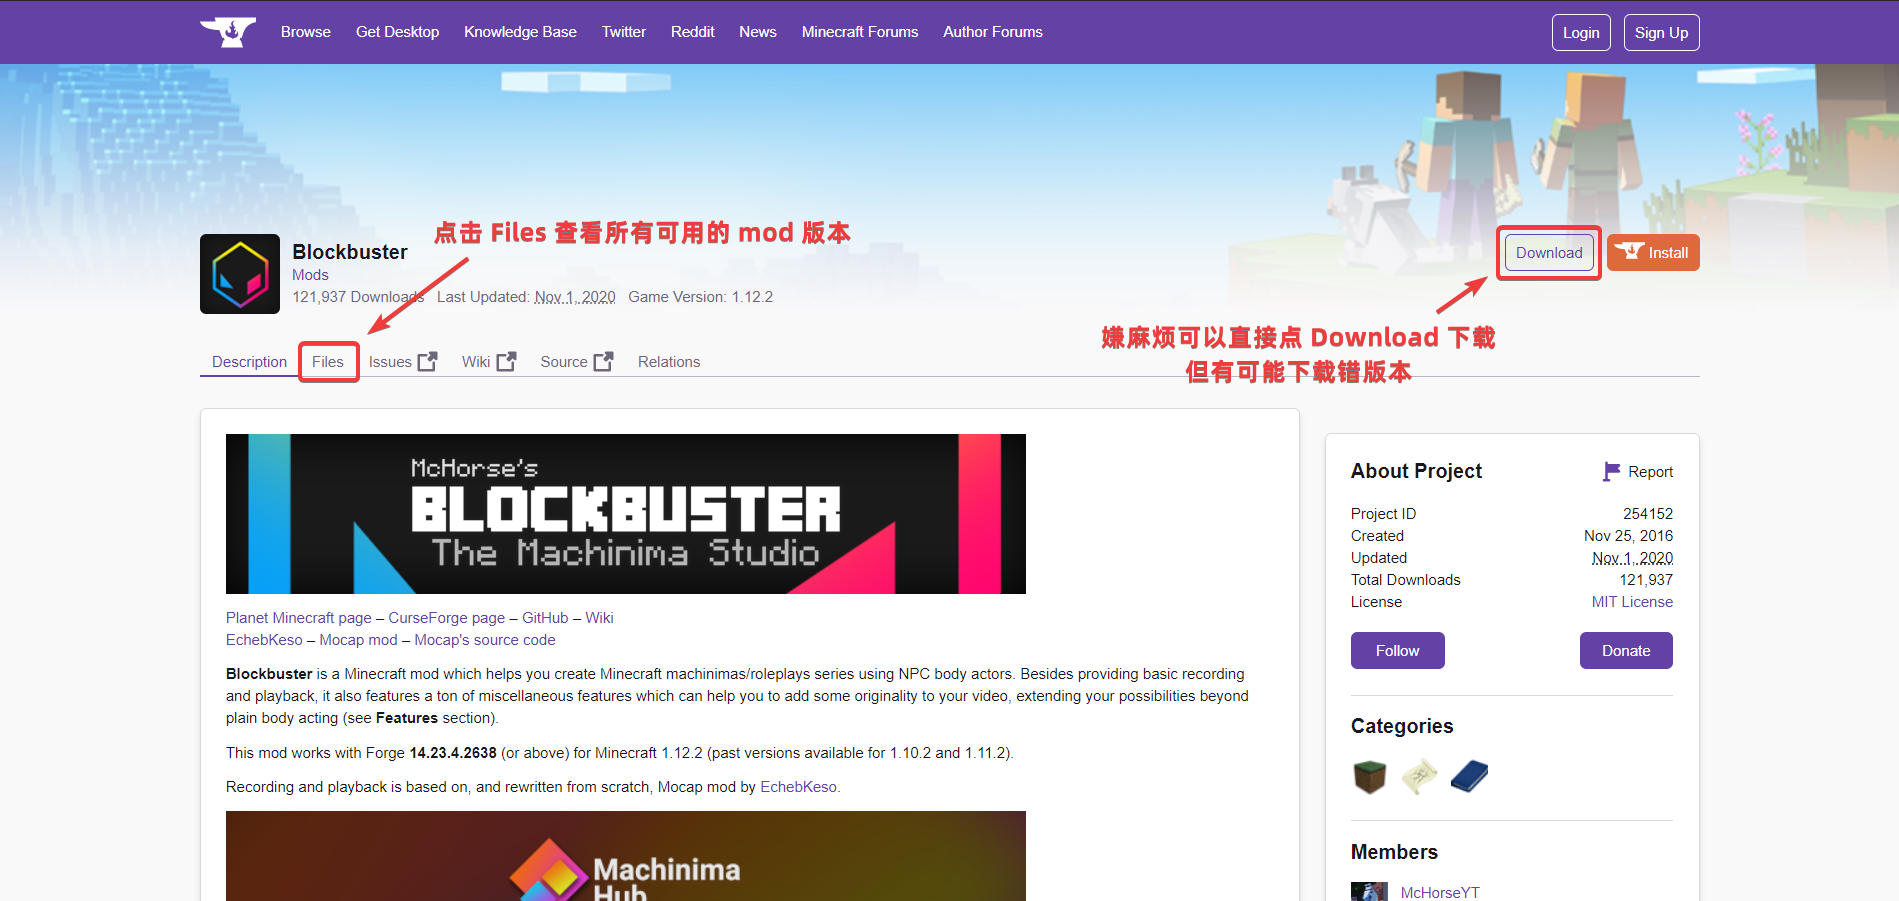 Browse Get Desktop Knowledge Base Twitter Reddit News Minecraft Forums Author Forums Login Sign Up
点击 Files 查看所有可用的 mod 版本
Blockbuster
Mods
121,937 Downloads Last Updated: Nov 1, 2020 Game Version: 1.12.2
Download Install
嫌麻烦可以直接点 Download 下载
但有可能下载错版本
Description Files Issues Wiki Source Relations
McHorse's
BLOCKBUSTER
The Machinima Studio
Planet Minecraft page – CurseForge page – GitHub – Wiki
EchebKeso – Mocap mod – Mocap's source code
Blockbuster is a Minecraft mod which helps you create Minecraft machinimas/roleplays series using NPC body actors. Besides providing basic recording
and playback, it also features a ton of miscellaneous features which can help you to add some originality to your video, extending your possibilities beyond
plain body acting (see Features section).
This mod works with Forge 14.23.4.2638 (or above) for Minecraft 1.12.2 (past versions available for 1.10.2 and 1.11.2).
Recording and playback is based on, and rewritten from scratch, Mocap mod by EchebKeso.
Machinima
Hub
About Project Report
Project ID 254152
Created Nov 25, 2016
Updated Nov 1, 2020
Total Downloads 121,937
License MIT License
Follow Donate
Categories
Members
McHorseYT